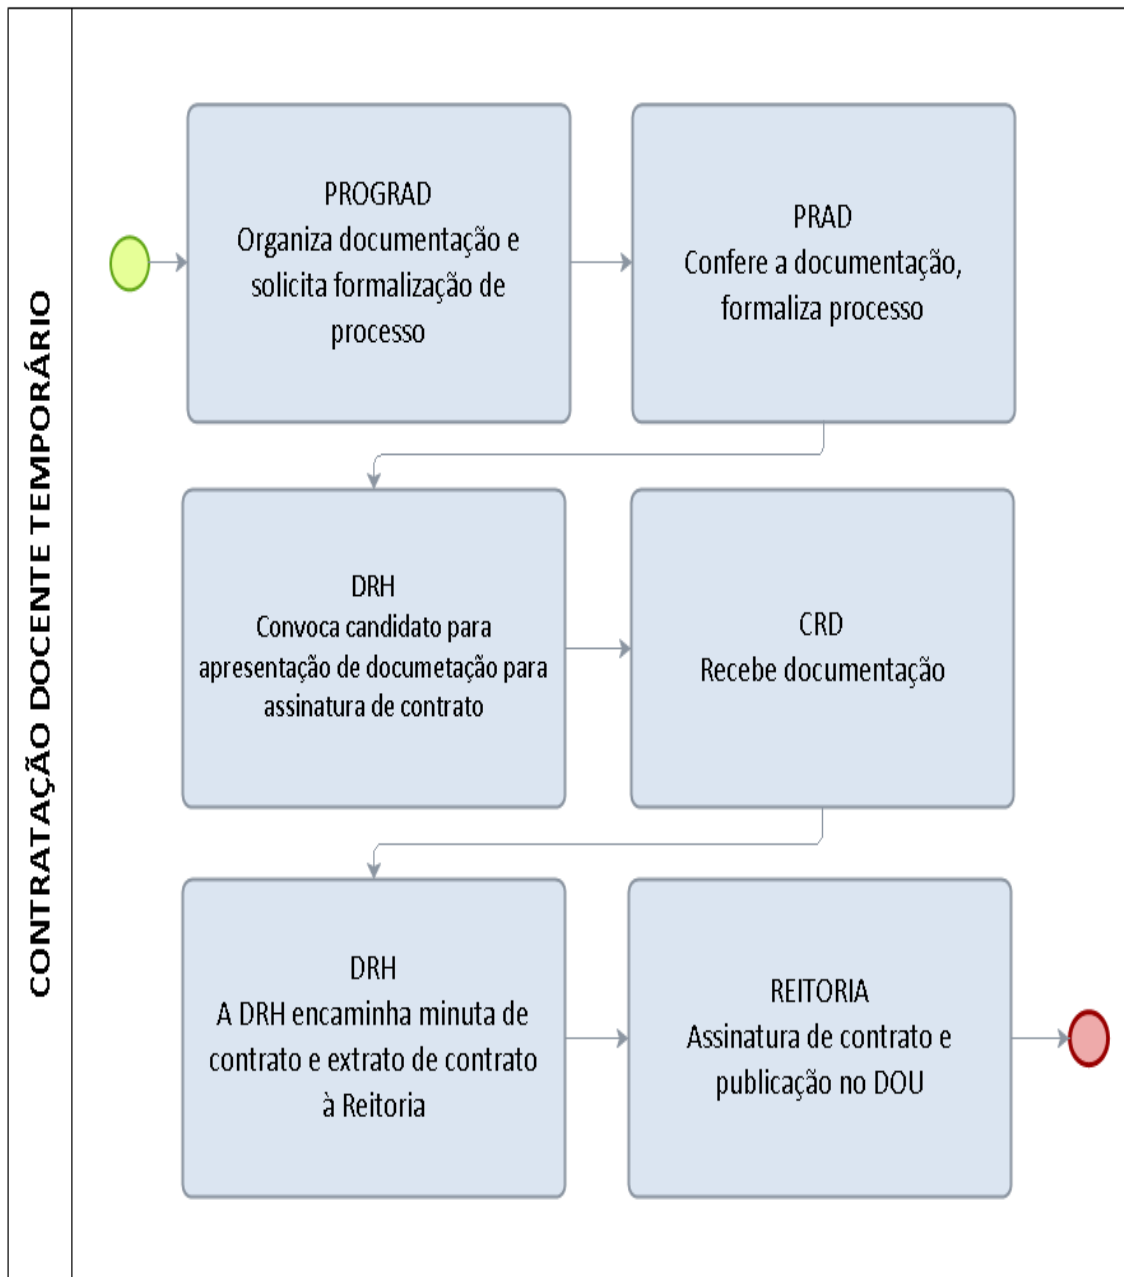 CONTRATAÇÃO DOCENTE TEMPORÁRIO
PROGRAD
Organiza documentação e
solicita formalização de
processo
PRAD
Confere a documentação,
formaliza processo
DRH
Convoca candidato para
apresentação de documetação para
assinatura de contrato
CRD
Recebe documentação
DRH
A DRH encaminha minuta de
contrato e extrato de contrato
à Reitoria
REITORIA
Assinatura de contrato e
publicação no DOU